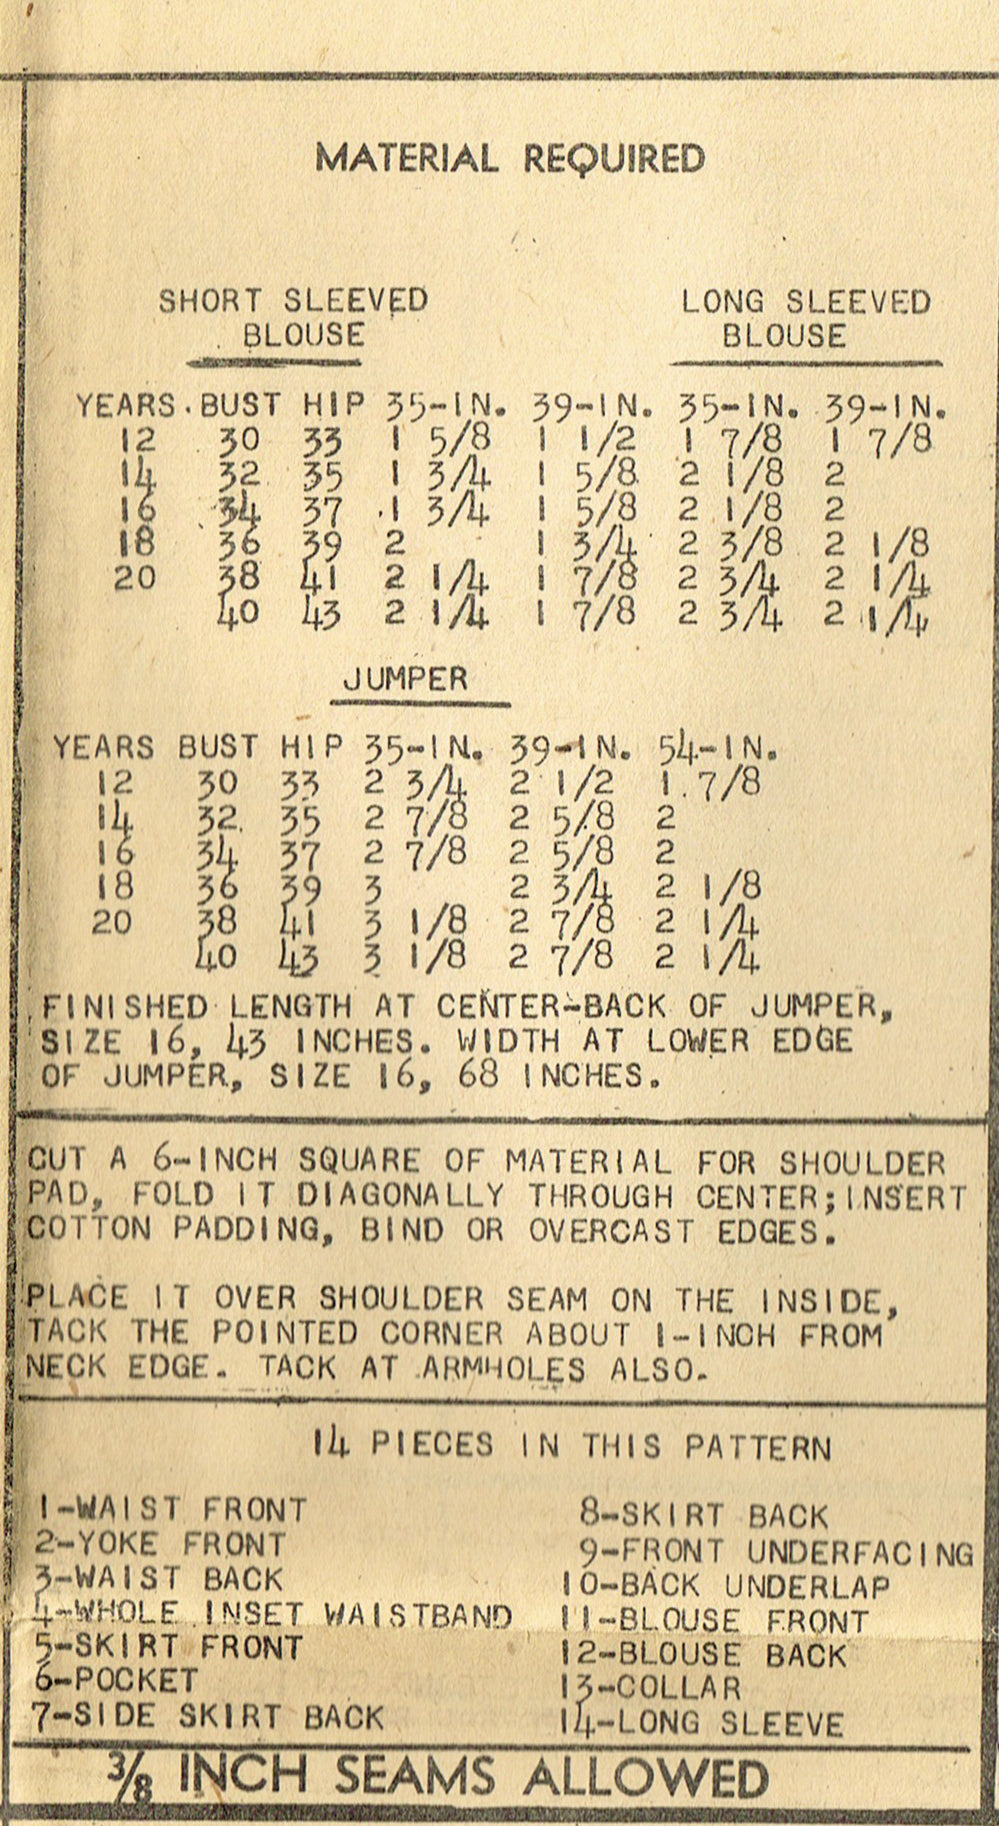 MATERIAL REQUIRED
SHORT SLEEVED LONG SLEEVED
BLOUSE BLOUSE
YEARS BUST HIP 35-IN. 39-IN. 35-IN. 39-IN.
12 30 33 1 5/8 1 1/2 1 7/8 1 7/8
14 32 35 1 3/4 1 5/8 2 1/8 2
16 34 37 1 3/4 1 5/8 2 1/8 2
18 36 39 2 1 3/4 2 3/8 2 1/8
20 38 41 2 1/4 1 7/8 2 3/4 2 1/4
40 43 2 1/4 1 7/8 2 3/4 2 1/4
JUMPER
YEARS BUST HIP 35-IN. 39-IN. 54-IN.
12 30 33 2 3/4 2 1/2 1 7/8
14 32 35 2 7/8 2 5/8 2
16 34 37 2 7/8 2 5/8 2
18 36 39 3 2 3/4 2 1/8
20 38 41 3 1/8 2 7/8 2 1/4
40 43 3 1/8 2 7/8 2 1/4
FINISHED LENGTH AT CENTER-BACK OF JUMPER,
SIZE 16, 43 INCHES. WIDTH AT LOWER EDGE
OF JUMPER, SIZE 16, 68 INCHES.
CUT A 6-INCH SQUARE OF MATERIAL FOR SHOULDER
PAD, FOLD IT DIAGONALLY THROUGH CENTER; INSERT
COTTON PADDING, BIND OR OVERCAST EDGES.
PLACE IT OVER SHOULDER SEAM ON THE INSIDE,
TACK THE POINTED CORNER ABOUT 1-INCH FROM
NECK EDGE. TACK AT ARMHOLES ALSO.
14 PIECES IN THIS PATTERN
1-WAIST FRONT
2-YOKE FRONT
3-WAIST BACK
4-WHOLE INSET WAISTBAND
5-SKIRT FRONT
6-POCKET
7-SIDE SKIRT BACK
8-SKIRT BACK
9-FRONT UNDERFACING
10-BACK UNDERLAP
11-BLOUSE FRONT
12-BLOUSE BACK
13-COLLAR
14-LONG SLEEVE
3/8 INCH SEAMS ALLOWED